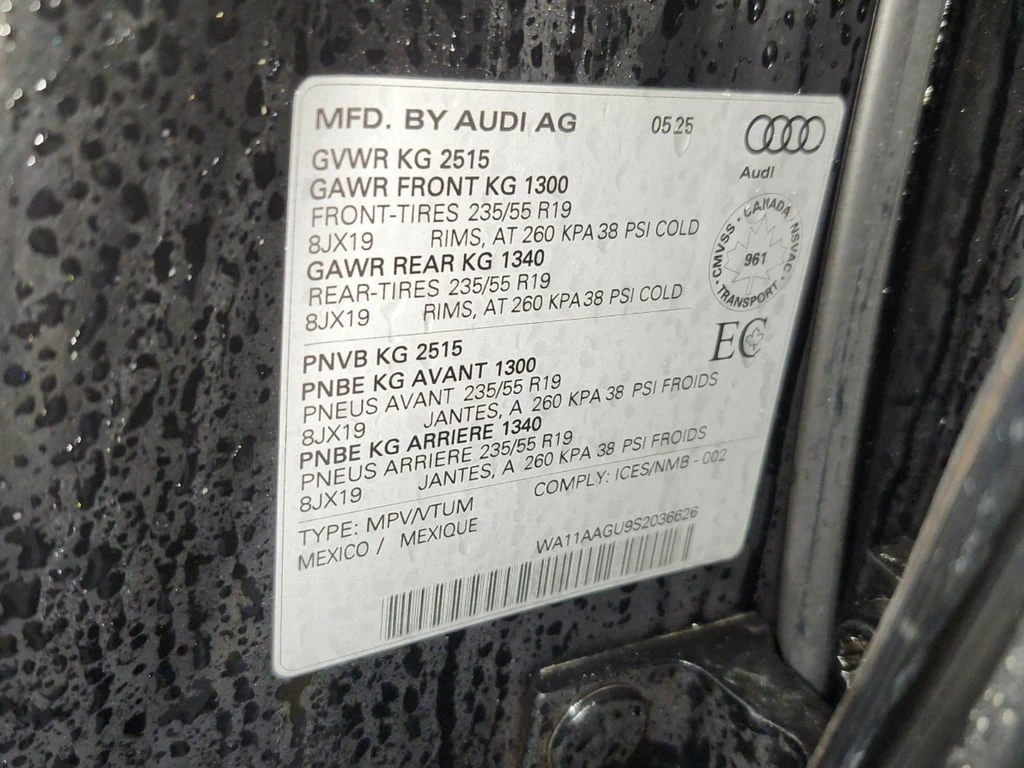 MFD. BY AUDI AG 05.25
Audi
GVWR KG 2515
GAWR FRONT KG 1300
FRONT-TIRES 235/55 R19
8JX19 RIMS, AT 260 KPA 38 PSI COLD
GAWR REAR KG 1340
REAR-TIRES 235/55 R19
8JX19 RIMS, AT 260 KPA 38 PSI COLD
CANADA · NSVAC · TRANSPORT · CMVSS ·
961
EC
PNVB KG 2515
PNBE KG AVANT 1300
PNEUS AVANT 235/55 R19
8JX19 JANTES, A 260 KPA 38 PSI FROIDS
PNBE KG ARRIERE 1340
PNEUS ARRIERE 235/55 R19
8JX19 JANTES, A 260 KPA 38 PSI FROIDS
TYPE: MPV/VTUM COMPLY: ICES/NMB - 002
MEXICO / MEXIQUE
WA11AAGU9S2036626